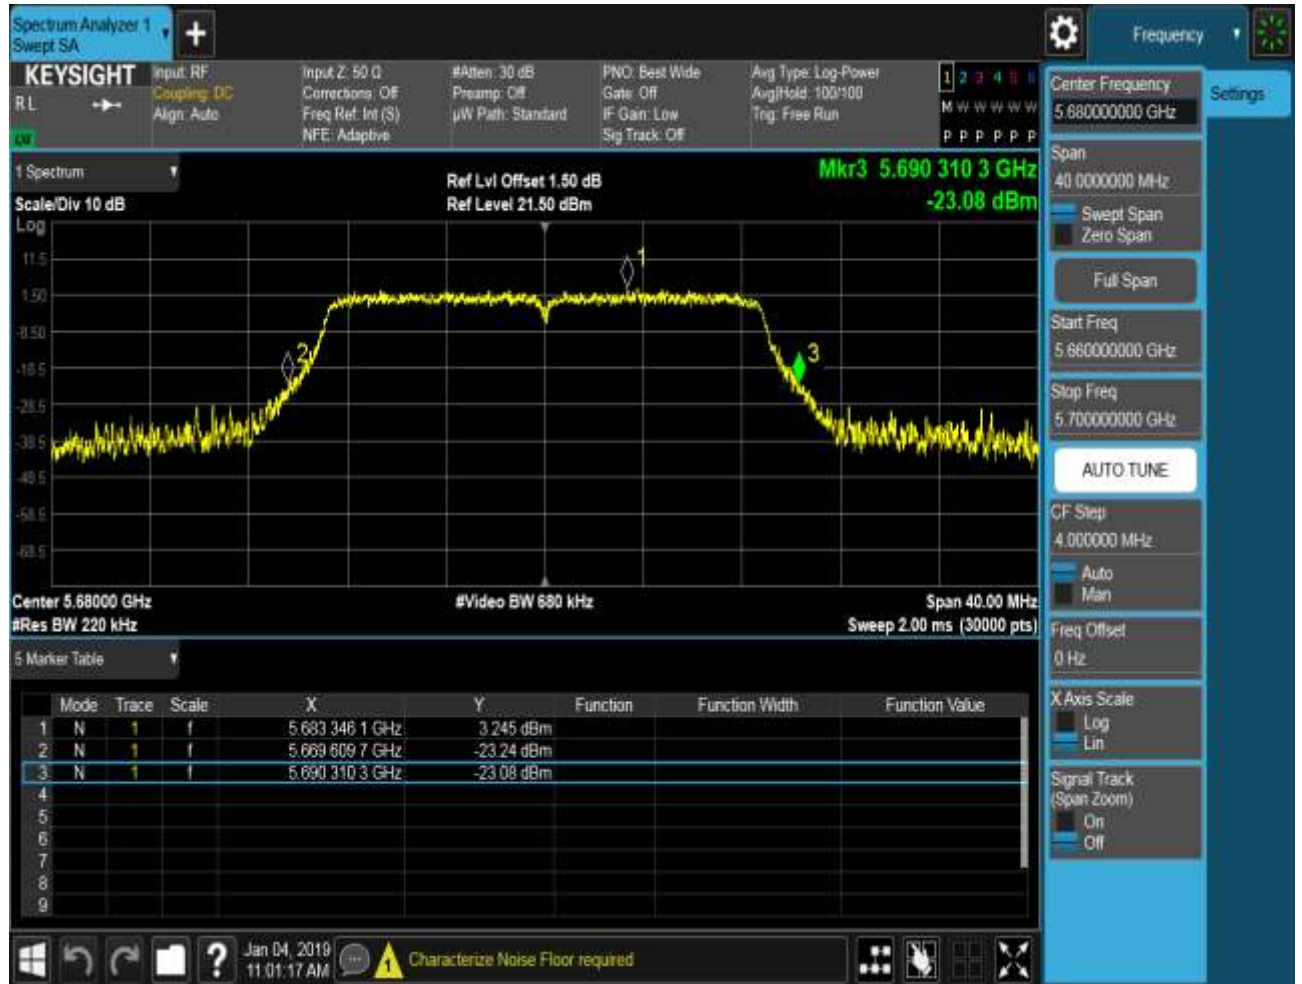 Spectrum Analyzer 1
Swept SA
Frequency
KEYSIGHT
R L
Input: RF
Coupling: DC
Align: Auto
Input Z: 50 Ω
Corrections: Off
Freq Ref: Int (S)
NFE: Adaptive
#Atten: 30 dB
Preamp: Off
µW Path: Standard
PNO: Best Wide
Gate: Off
IF Gain: Low
Sig Track: Off
Avg Type: Log-Power
Avg|Hold: 100/100
Trig: Free Run
1 2 3 4 5 6
M W W W W W
P P P P P P
Center Frequency
5.680000000 GHz
Settings
Span
40.0000000 MHz
Swept Span
Zero Span
Full Span
Start Freq
5.660000000 GHz
Stop Freq
5.700000000 GHz
AUTO TUNE
CF Step
4.000000 MHz
Auto
Man
Freq Offset
0 Hz
X Axis Scale
Log
Lin
Signal Track
(Span Zoom)
On
Off
1 Spectrum
Scale/Div 10 dB
Ref Lvl Offset 1.50 dB
Ref Level 21.50 dBm
Mkr3 5.690 310 3 GHz
-23.08 dBm
Log
11.5
1.50
-8.50
-18.5
-28.5
-38.5
-48.5
-58.5
-68.5
1
2
3
Center 5.68000 GHz
#Video BW 680 kHz
Span 40.00 MHz
#Res BW 220 kHz
Sweep 2.00 ms (30000 pts)
5 Marker Table
Mode Trace Scale X Y Function Function Width Function Value
1 N 1 f 5.683 346 1 GHz 3.245 dBm
2 N 1 f 5.669 609 7 GHz -23.24 dBm
3 N 1 f 5.690 310 3 GHz -23.08 dBm
4
5
6
7
8
9
Jan 04, 2019
11:01:17 AM
Characterize Noise Floor required